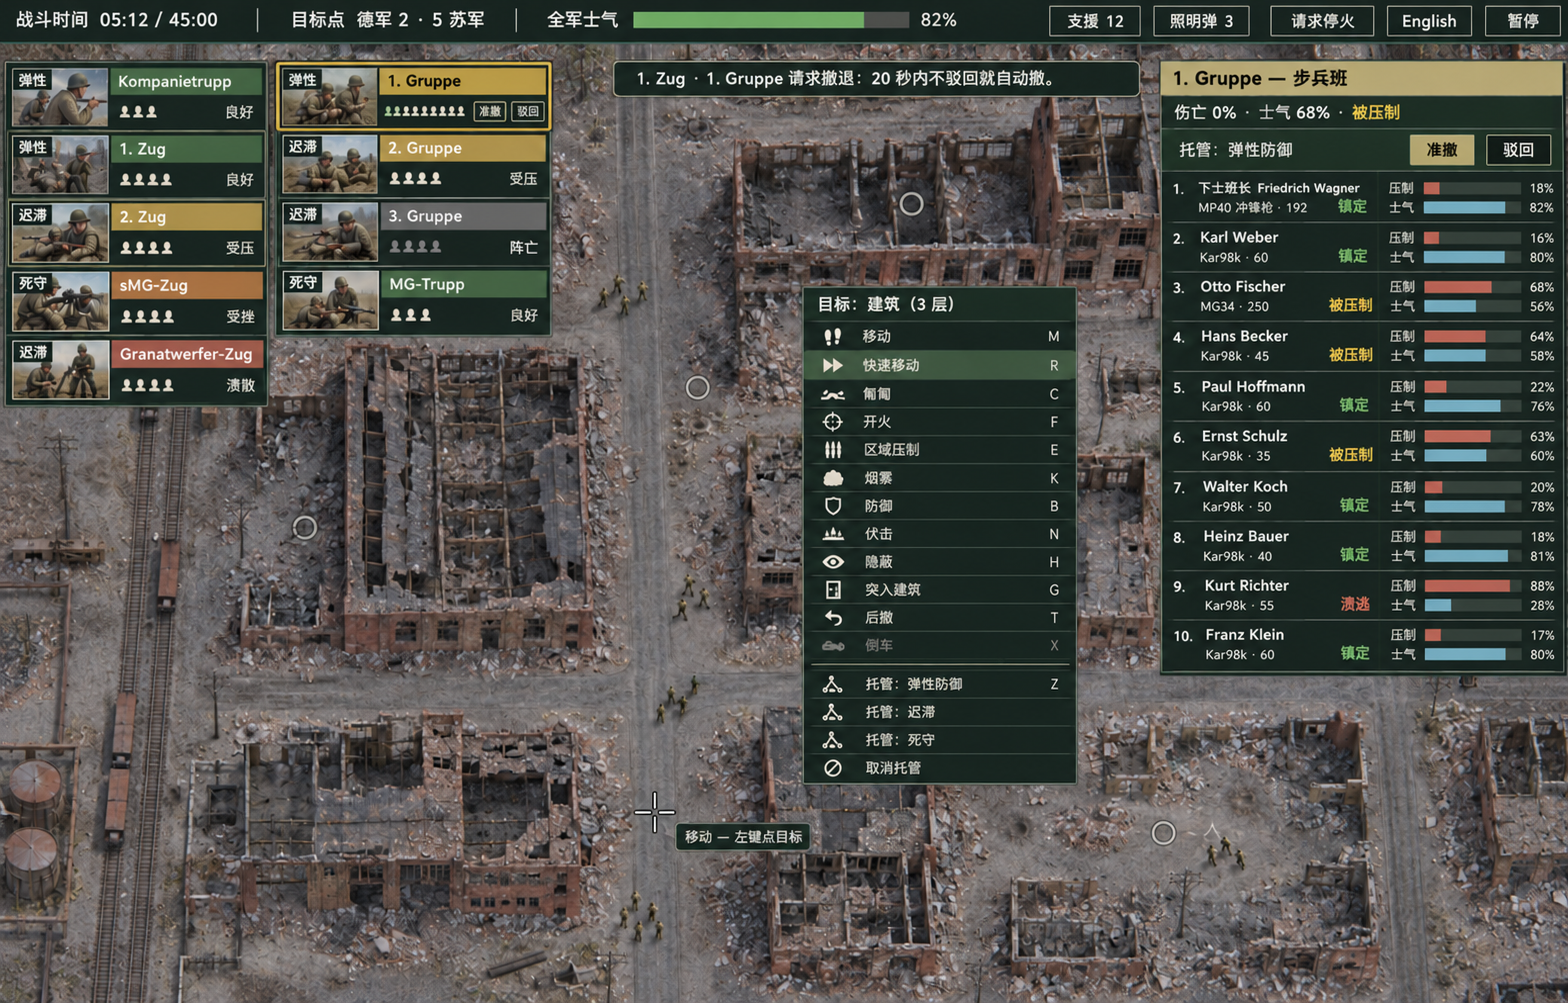 战斗时间 05:12 / 45:00
目标点 德军 2 · 5 苏军
全军士气 82%
支援 12
照明弹 3
请求停火
English
暂停
弹性 Kompanietrupp
良好
弹性 1. Zug
良好
迟滞 2. Zug
受压
死守 sMG-Zug
受挫
迟滞 Granatwerfer-Zug
溃散
弹性 1. Gruppe
准撤 驳回
迟滞 2. Gruppe
受压
迟滞 3. Gruppe
阵亡
死守 MG-Trupp
良好
1. Zug · 1. Gruppe 请求撤退：20 秒内不驳回就自动撤。
目标：建筑（3 层）
移动 M
快速移动 R
匍匐 C
开火 F
区域压制 E
烟雾 K
防御 B
伏击 N
隐蔽 H
突入建筑 G
后撤 T
倒车 X
托管：弹性防御 Z
托管：迟滞
托管：死守
取消托管
移动 — 左键点目标
1. Gruppe — 步兵班
伤亡 0% · 士气 68% · 被压制
托管：弹性防御 准撤 驳回
1. 下士班长 Friedrich Wagner 压制 18%
MP40 冲锋枪 · 192 镇定 士气 82%
2. Karl Weber 压制 16%
Kar98k · 60 镇定 士气 80%
3. Otto Fischer 压制 68%
MG34 · 250 被压制 士气 56%
4. Hans Becker 压制 64%
Kar98k · 45 被压制 士气 58%
5. Paul Hoffmann 压制 22%
Kar98k · 60 镇定 士气 76%
6. Ernst Schulz 压制 63%
Kar98k · 35 被压制 士气 60%
7. Walter Koch 压制 20%
Kar98k · 50 镇定 士气 78%
8. Heinz Bauer 压制 18%
Kar98k · 40 镇定 士气 81%
9. Kurt Richter 压制 88%
Kar98k · 55 溃逃 士气 28%
10. Franz Klein 压制 17%
Kar98k · 60 镇定 士气 80%